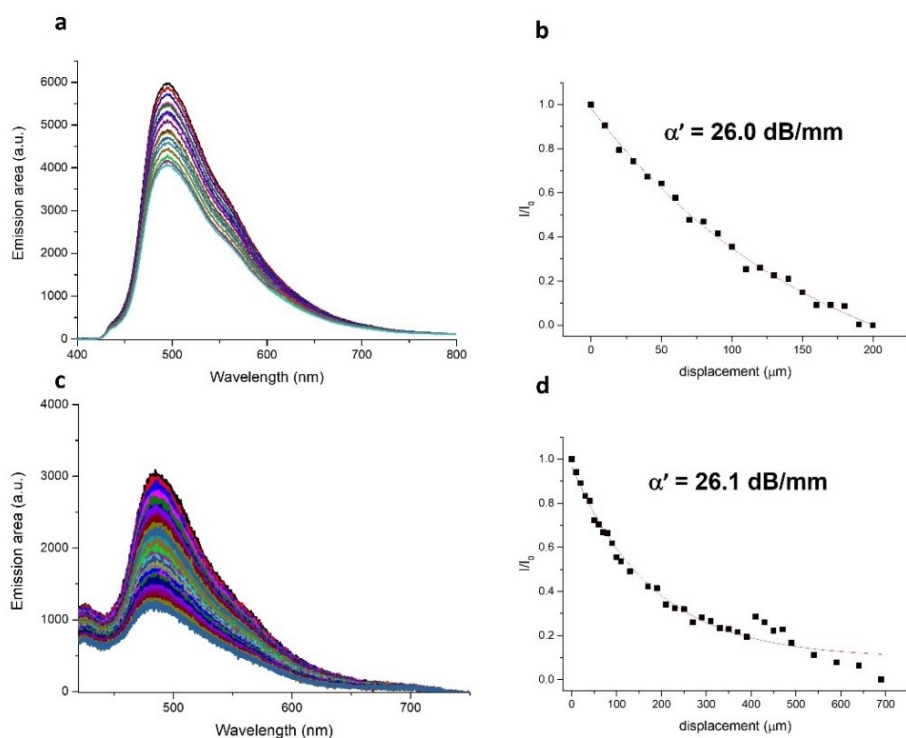 a
6000
5000
4000
3000
2000
1000
0
Emission area (a.u.)
400 500 600 700 800
Wavelength (nm)
b
1.0
0.8
0.6
0.4
0.2
0.0
I/I₀
α' = 26.0 dB/mm
0 50 100 150 200
displacement (μm)
c
4000
3000
2000
1000
0
Emission area (a.u.)
500 600 700
Wavelength (nm)
d
1.0
0.8
0.6
0.4
0.2
0.0
I/I₀
α' = 26.1 dB/mm
0 100 200 300 400 500 600 700
displacement (μm)